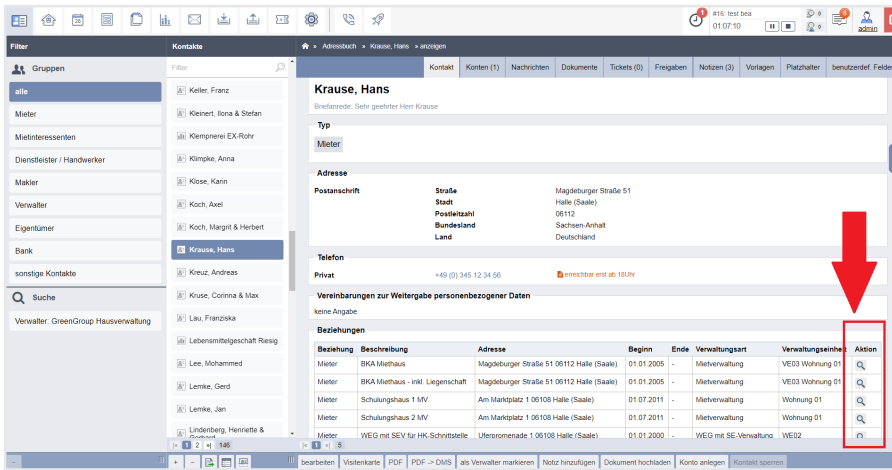 #16: test bea
01:07:10
1
0
0
8
admin
Filter
Kontakte
» Adressbuch » Krause, Hans » anzeigen
Gruppen
Filter
Kontakt Konten (1) Nachrichten Dokumente Tickets (0) Freigaben Notizen (3) Vorlagen Platzhalter benutzerdef. Felder
alle
Mieter
Mietinteressenten
Dienstleister / Handwerker
Makler
Verwalter
Eigentümer
Bank
sonstige Kontakte
Suche
Verwalter: GreenGroup Hausverwaltung
Keller, Franz
Kleinert, Ilona & Stefan
Klempnerei EX-Rohr
Klimpke, Anna
Klose, Karin
Koch, Axel
Koch, Margrit & Herbert
Krause, Hans
Kreuz, Andreas
Kruse, Corinna & Max
Lau, Franziska
Lebensmittelgeschäft Riesig
Lee, Mohammed
Lemke, Gerd
Lemke, Jan
Lindenberg, Henriette &
Gerhard
Krause, Hans
Briefanrede: Sehr geehrter Herr Krause
Typ
Mieter
Adresse
Postanschrift Straße Magdeburger Straße 51
Stadt Halle (Saale)
Postleitzahl 06112
Bundesland Sachsen-Anhalt
Land Deutschland
Telefon
Privat +49 (0) 345 12 34 56 erreichbar erst ab 18Uhr
Vereinbarungen zur Weitergabe personenbezogener Daten
keine Angabe
Beziehungen
Beziehung Beschreibung Adresse Beginn Ende Verwaltungsart Verwaltungseinheit Aktion
Mieter BKA Miethaus Magdeburger Straße 51 06112 Halle (Saale) 01.01.2005 - Mietverwaltung VE03 Wohnung 01
Mieter BKA Miethaus - inkl. Liegenschaft Magdeburger Straße 51 06112 Halle (Saale) 01.01.2005 - Mietverwaltung VE03 Wohnung 01
Mieter Schulungshaus 1 MV Am Marktplatz 1 06108 Halle (Saale) 01.07.2011 - Mietverwaltung Wohnung 01
Mieter Schulungshaus 2 MV Am Marktplatz 1 06108 Halle (Saale) 01.07.2011 - Mietverwaltung Wohnung 01
Mieter WEG mit SEV für HK-Schnittstelle Uferpromenade 1 06108 Halle (Saale) 01.01.2000 - WEG mit SE-Verwaltung WE02
1 2 146
1 5
bearbeiten Visitenkarte PDF PDF -> DMS als Verwalter markieren Notiz hinzufügen Dokument hochladen Konto anlegen Kontakt sperren